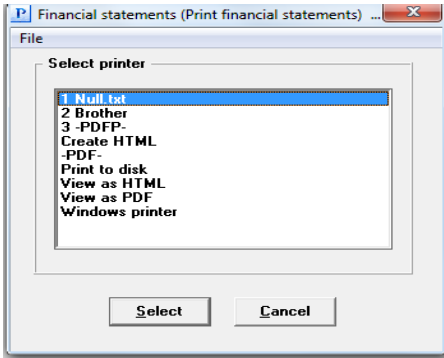 P Financial statements (Print financial statements) ...
File
Select printer
1 Null.txt
2 Brother
3 -PDFP-
Create HTML
-PDF-
Print to disk
View as HTML
View as PDF
Windows printer
Select Cancel